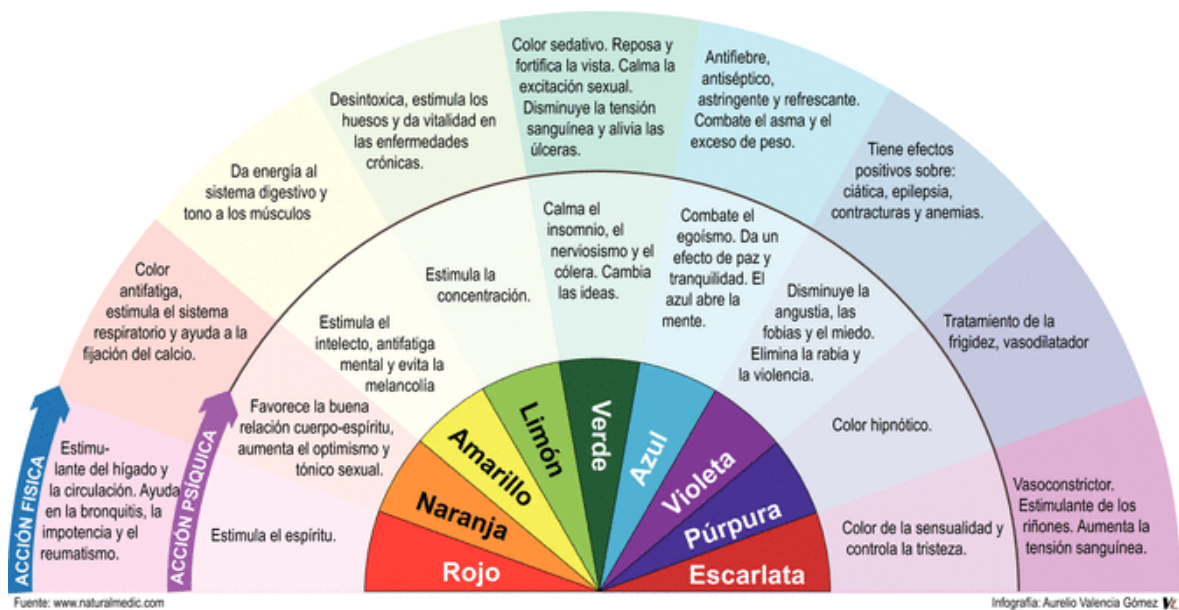 Color sedativo. Reposa y
fortifica la vista. Calma la
excitación sexual.
Disminuye la tensión
sanguínea y alivia las
úlceras.
Antifiebre,
antiséptico,
astringente y refrescante.
Combate el asma y el
exceso de peso.
Desintoxica, estimula los
huesos y da vitalidad en
las enfermedades
crónicas.
Tiene efectos
positivos sobre:
ciática, epilepsia,
contracturas y anemias.
Da energía al
sistema digestivo y
tono a los músculos
Calma el
insomnio, el
nerviosismo y el
cólera. Cambia
las ideas.
Combate el
egoísmo. Da un
efecto de paz y
tranquilidad. El
azul abre la
mente.
Color
antifatiga,
estimula el sistema
respiratorio y ayuda a la
fijación del calcio.
Estimula la
concentración.
Disminuye la
angustia, las
fobias y el miedo.
Elimina la rabia y
la violencia.
Estimula el
intelecto, antifatiga
mental y evita la
melancolía
Tratamiento de la
frigidez, vasodilatador
Favorece la buena
relación cuerpo-espíritu,
aumenta el optimismo y
tónico sexual.
Color hipnótico.
Estimu-
lante del hígado y
la circulación. Ayuda
en la bronquitis, la
impotencia y el
reumatismo.
Vasoconstrictor.
Estimulante de los
riñones. Aumenta la
tensión sanguínea.
Estimula el espíritu.
Color de la sensualidad y
controla la tristeza.
ACCIÓN FISICA
ACCIÓN PSÍQUICA
Rojo
Naranja
Amarillo
Limón
Verde
Azul
Violeta
Púrpura
Escarlata
Fuente: www.naturalmedic.com
Infografía: Aurelio Valencia Gómez